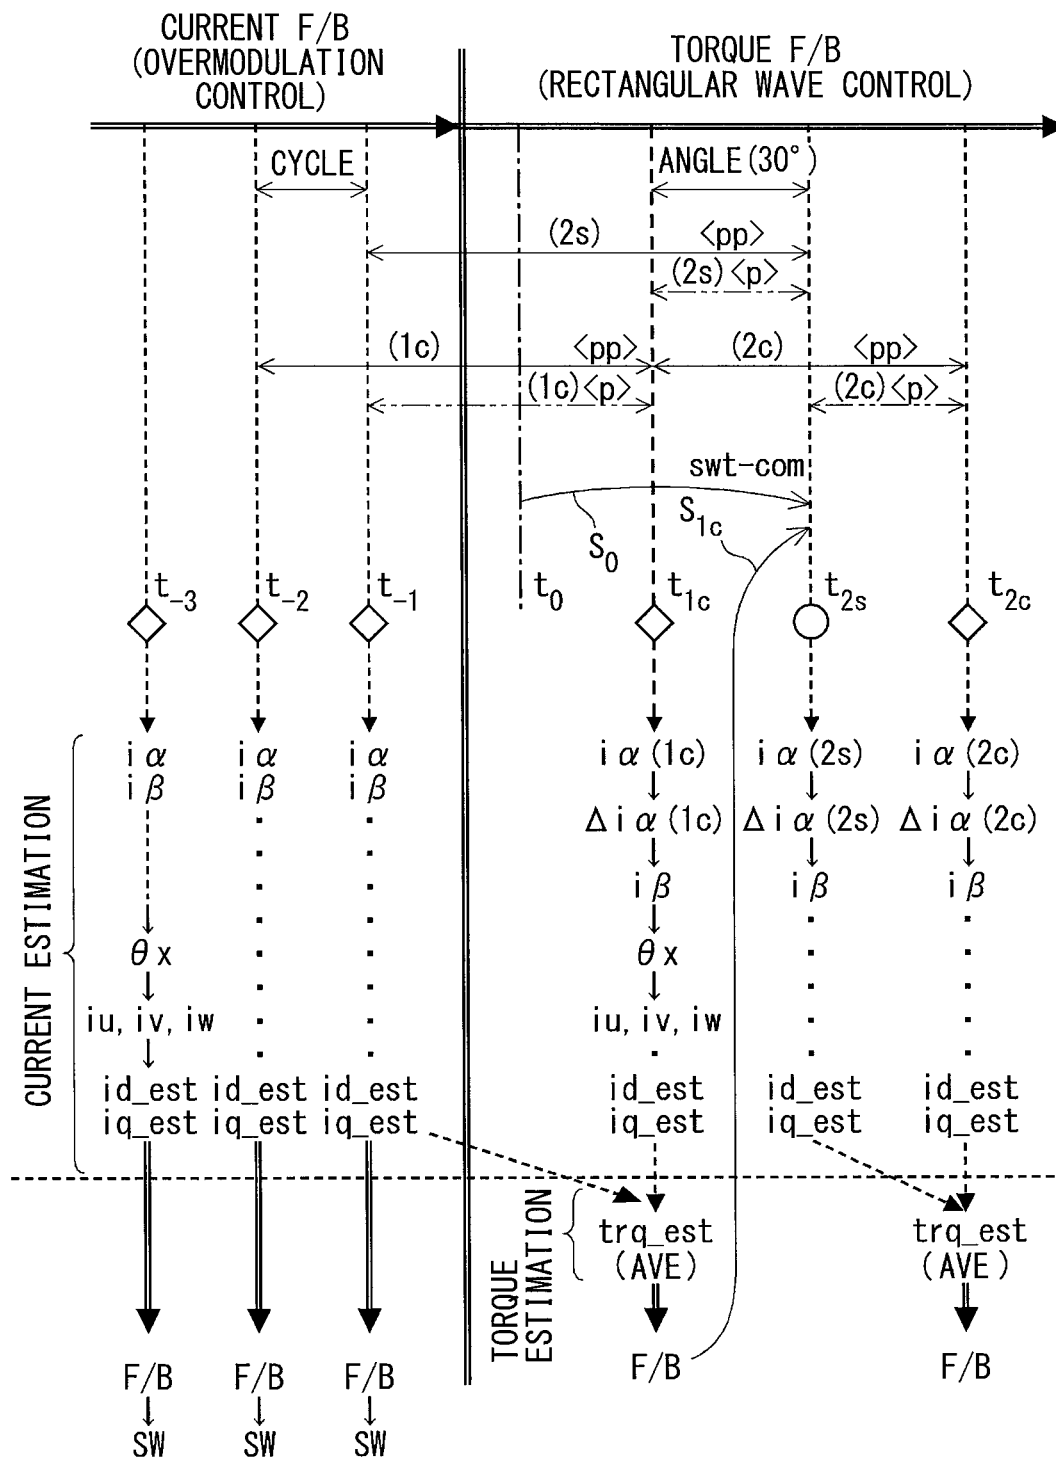 CURRENT F/B
(OVERMODULATION
CONTROL)
TORQUE F/B
(RECTANGULAR WAVE CONTROL)
CYCLE
ANGLE(30°)
(2s) <pp>
(2s)<p>
(1c) <pp>
(2c) <pp>
(1c)<p>
(2c)<p>
swt-com
S0
S1c
t-3
t-2
t-1
t0
t1c
t2s
t2c
CURRENT ESTIMATION
iα
iβ
θx
iu, iv, iw
id_est
iq_est
iα
iβ
id_est
iq_est
iα
iβ
id_est
iq_est
iα(1c)
Δiα(1c)
iβ
θx
iu, iv, iw
id_est
iq_est
iα(2s)
Δiα(2s)
iβ
id_est
iq_est
iα(2c)
Δiα(2c)
iβ
id_est
iq_est
TORQUE
ESTIMATION
trq_est
(AVE)
trq_est
(AVE)
F/B
SW
F/B
SW
F/B
SW
F/B
F/B